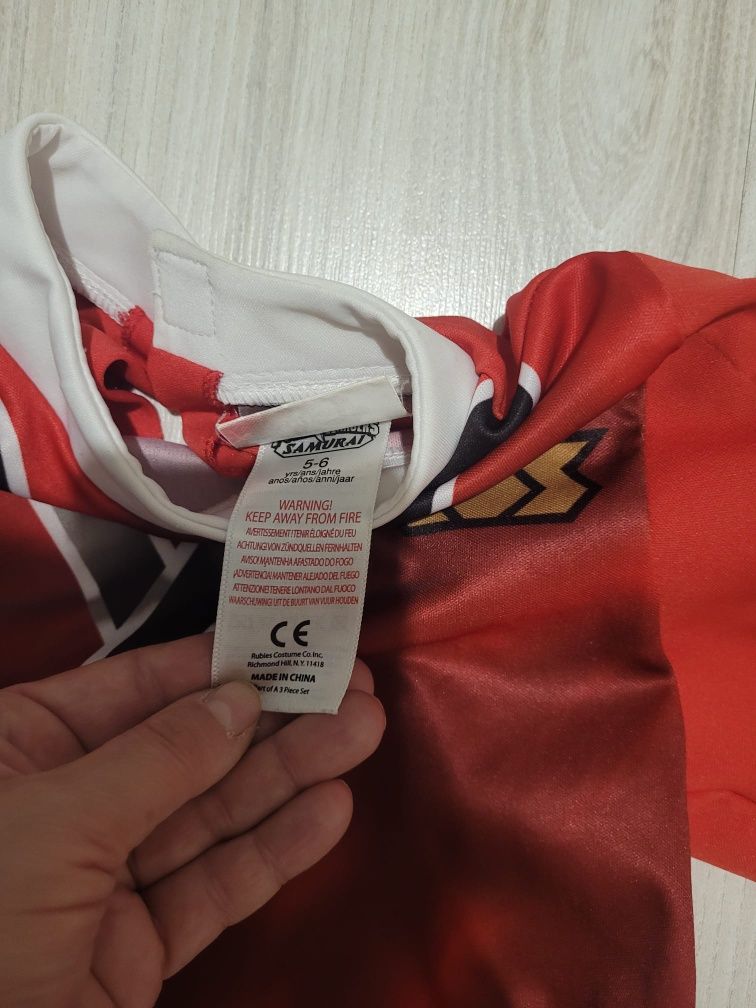 SAMURAI
5-6
yrs/ans/jahre
anos/años/anni/jaar
WARNING!
KEEP AWAY FROM FIRE
AVERTISSEMENT! TENIR ÉLOIGNÉ DU FEU
ACHTUNG! VON ZÜNDQUELLEN FERNHALTEN
AVISO! MANTENHA AFASTADO DO FOGO
¡ADVERTENCIA! MANTENER ALEJADO DEL FUEGO
ATTENZIONE! TENERE LONTANO DAL FUOCO
WAARSCHUWING! UIT DE BUURT VAN VUUR HOUDEN
CE
Rubies Costume Co. Inc.
Richmond Hill, N.Y. 11418
MADE IN CHINA
Part of A 3 Piece Set